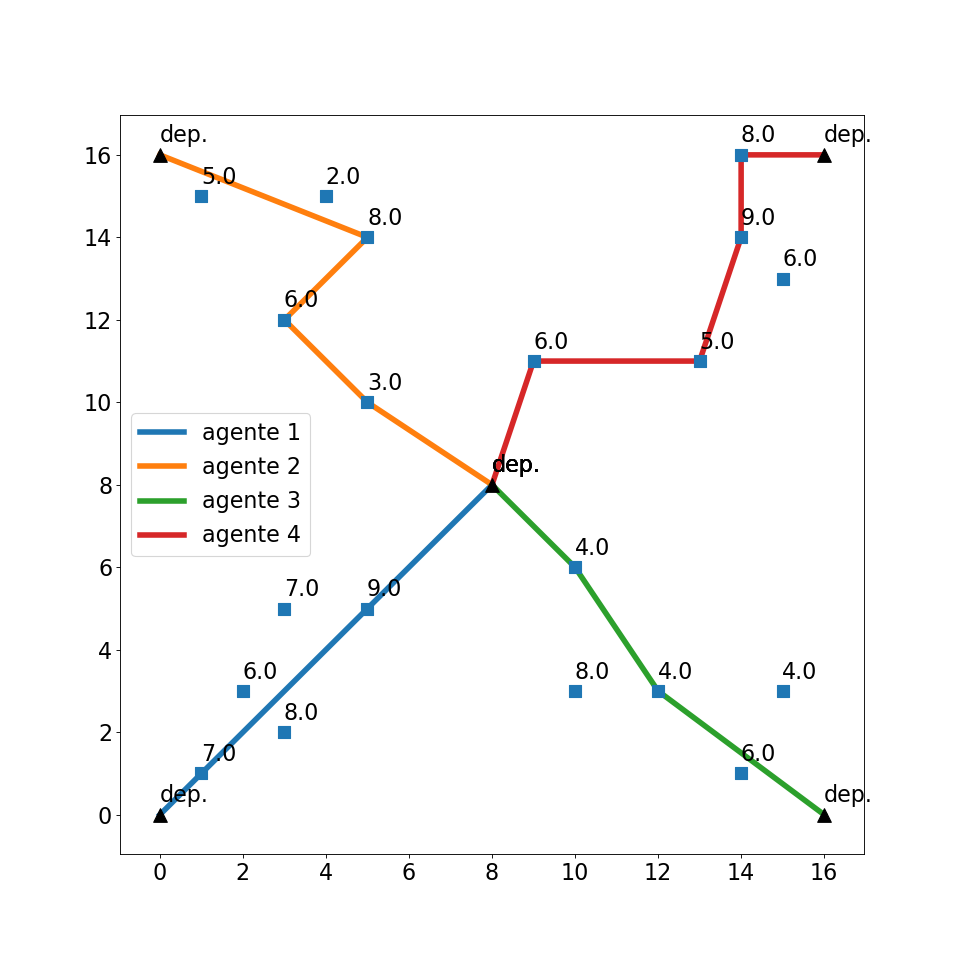 dep. 8.0 dep.
16
5.0 2.0
8.0 9.0
14
6.0
6.0
12
6.0 5.0
3.0
10
agente 1
agente 2
agente 3
agente 4
dep.
8
4.0
6
7.0 9.0
4
6.0 8.0 4.0 4.0
8.0
2
7.0 6.0
dep. dep.
0
0 2 4 6 8 10 12 14 16